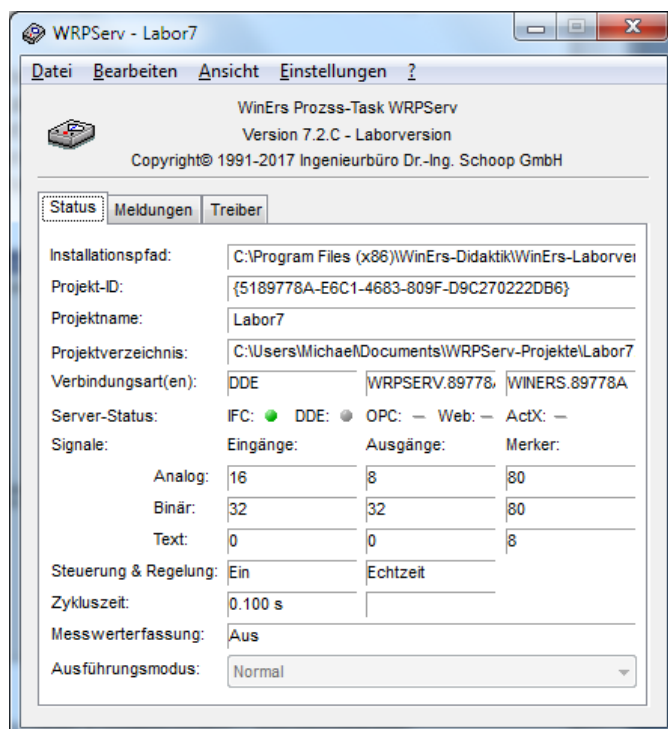 WRPServ - Labor7
Datei Bearbeiten Ansicht Einstellungen ?
WinErs Prozss-Task WRPServ
Version 7.2.C - Laborversion
Copyright© 1991-2017 Ingenieurbüro Dr.-Ing. Schoop GmbH
Status Meldungen Treiber
Installationspfad: C:\Program Files (x86)\WinErs-Didaktik\WinErs-Laborver
Projekt-ID: {5189778A-E6C1-4683-809F-D9C270222DB6}
Projektname: Labor7
Projektverzeichnis: C:\Users\Michael\Documents\WRPServ-Projekte\Labor7
Verbindungsart(en): DDE WRPSERV.89778 WINERS.89778A
Server-Status: IFC: DDE: OPC: – Web: – ActX: –
Signale: Eingänge: Ausgänge: Merker:
Analog: 16 8 80
Binär: 32 32 80
Text: 0 0 8
Steuerung & Regelung: Ein Echtzeit
Zykluszeit: 0.100 s
Messwerterfassung: Aus
Ausführungsmodus: Normal